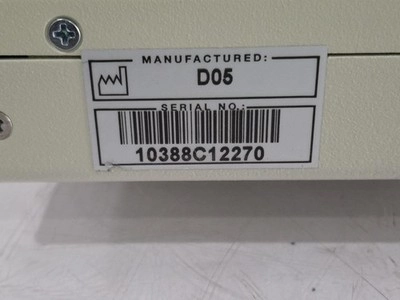 MANUFACTURED:
D05
SERIAL NO.:
10388C12270